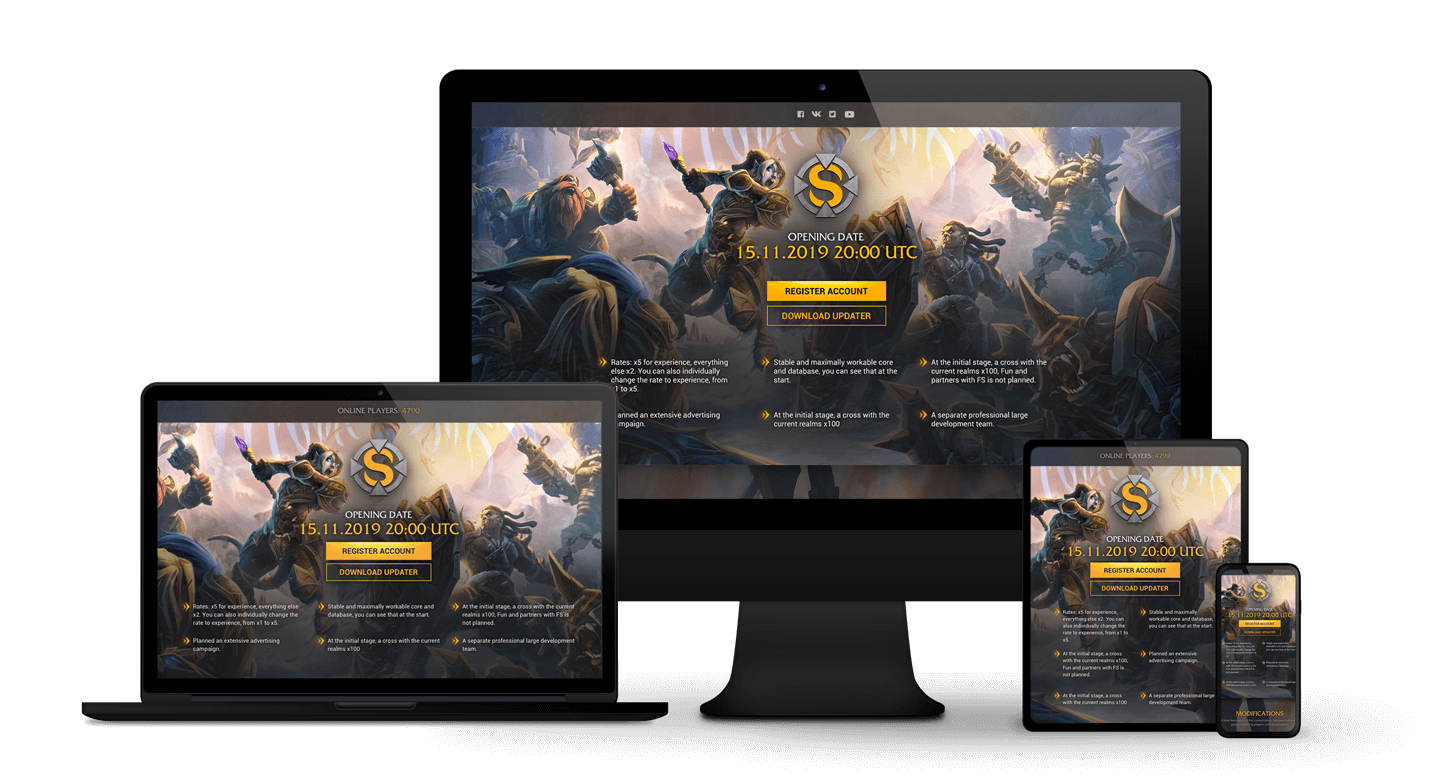 S
OPENING DATE
15.11.2019 20:00 UTC
REGISTER ACCOUNT
DOWNLOAD UPDATER
Rates: x5 for experience, everything
else x2. You can also individually
change the rate to experience, from
x1 to x5.
Stable and maximally workable core
and database, you can see that at the
start.
At the initial stage, a cross with the
current realms x100, Fun and
partners with FS is not planned.
anned an extensive advertising
mpaign.
At the initial stage, a cross with the
current realms x100
A separate professional large
development team.
ONLINE PLAYERS: 4790
S
OPENING DATE
15.11.2019 20:00 UTC
REGISTER ACCOUNT
DOWNLOAD UPDATER
Rates: x5 for experience, everything else
x2. You can also individually change the
rate to experience, from x1 to x5.
Stable and maximally workable core and
database, you can see that at the start.
At the initial stage, a cross with the current
realms x100, Fun and partners with FS is
not planned.
Planned an extensive advertising
campaign.
At the initial stage, a cross with the current
realms x100
A separate professional large development
team.
ONLINE PLAYERS: 4790
S
OPENING DATE
15.11.2019 20:00 UTC
REGISTER ACCOUNT
DOWNLOAD UPDATER
Rates: x5 for experience,
everything else x2. You can
also individually change the
rate to experience, from x1 to
x5.
Stable and maximally
workable core and database,
you can see that at the start.
At the initial stage, a cross
with the current realms x100,
Fun and partners with FS is
not planned.
Planned an extensive
advertising campaign.
At the initial stage, a cross
with the current realms x100
A separate professional large
development team.
S
OPENING DATE
15.11.2019 20:00 UTC
REGISTER ACCOUNT
DOWNLOAD UPDATER
MODIFICATIONS